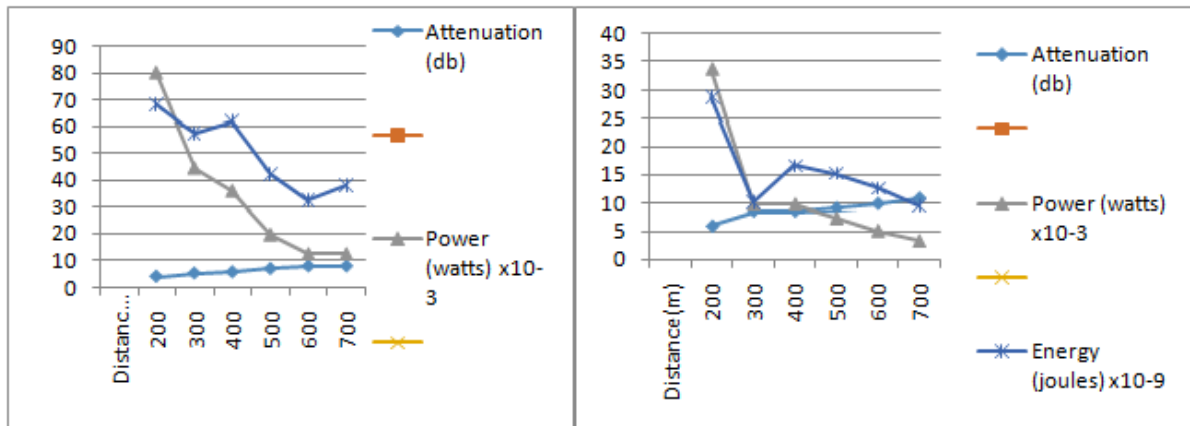 90
80
70
60
50
40
30
20
10
0
Distanc...
200
300
400
500
600
700
Attenuation
(db)
Power
(watts) x10-
3
40
35
30
25
20
15
10
5
0
Distance(m)
200
300
400
500
600
700
Attenuation
(db)
Power (watts)
x10-3
Energy
(joules) x10-9